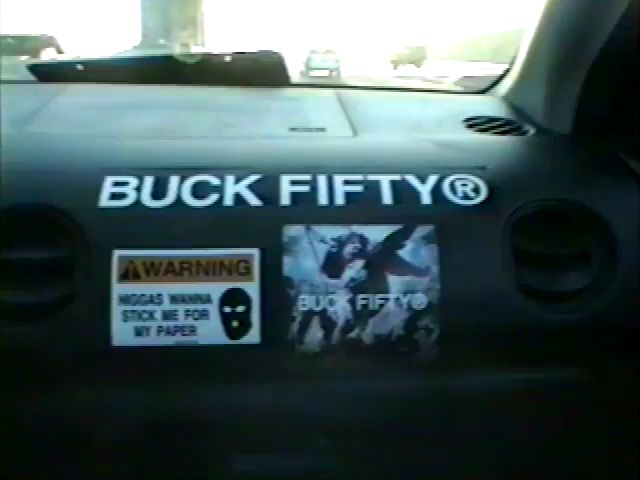 BUCK FIFTY®
WARNING
NIGGAS WANNA
STICK ME FOR
MY PAPER
BUCK FIFTY®